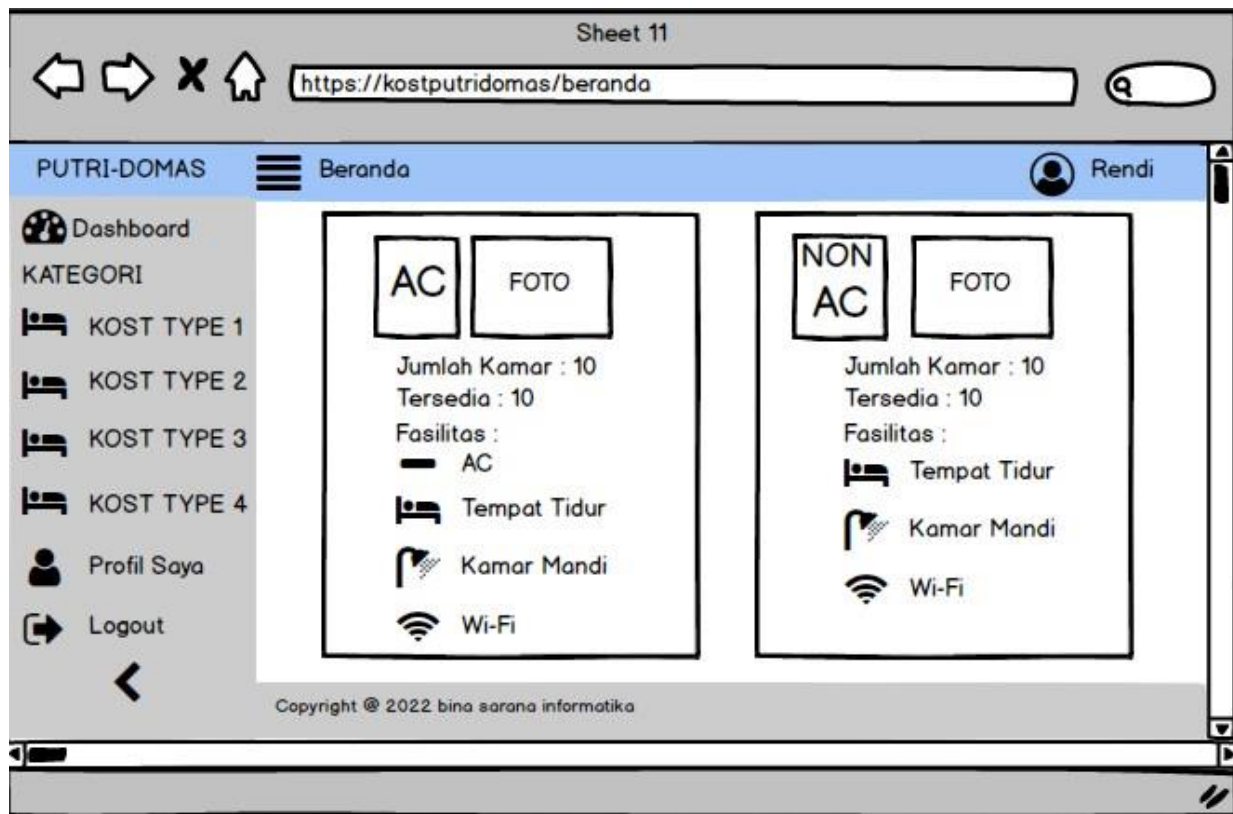 Sheet 11
https://kostputridomas/beranda
PUTRI-DOMAS
Beranda
Rendi
Dashboard
KATEGORI
KOST TYPE 1
KOST TYPE 2
KOST TYPE 3
KOST TYPE 4
Profil Saya
Logout
AC
FOTO
Jumlah Kamar : 10
Tersedia : 10
Fasilitas :
AC
Tempat Tidur
Kamar Mandi
Wi-Fi
NON
AC
FOTO
Jumlah Kamar : 10
Tersedia : 10
Fasilitas :
Tempat Tidur
Kamar Mandi
Wi-Fi
Copyright @ 2022 bina sarana informatika